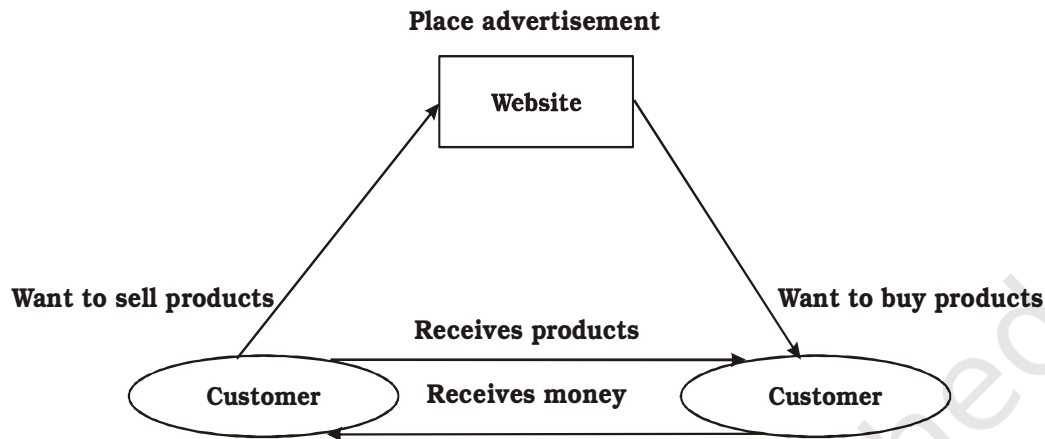 Place advertisement
Website
Want to sell products
Want to buy products
Receives products
Customer
Receives money
Customer